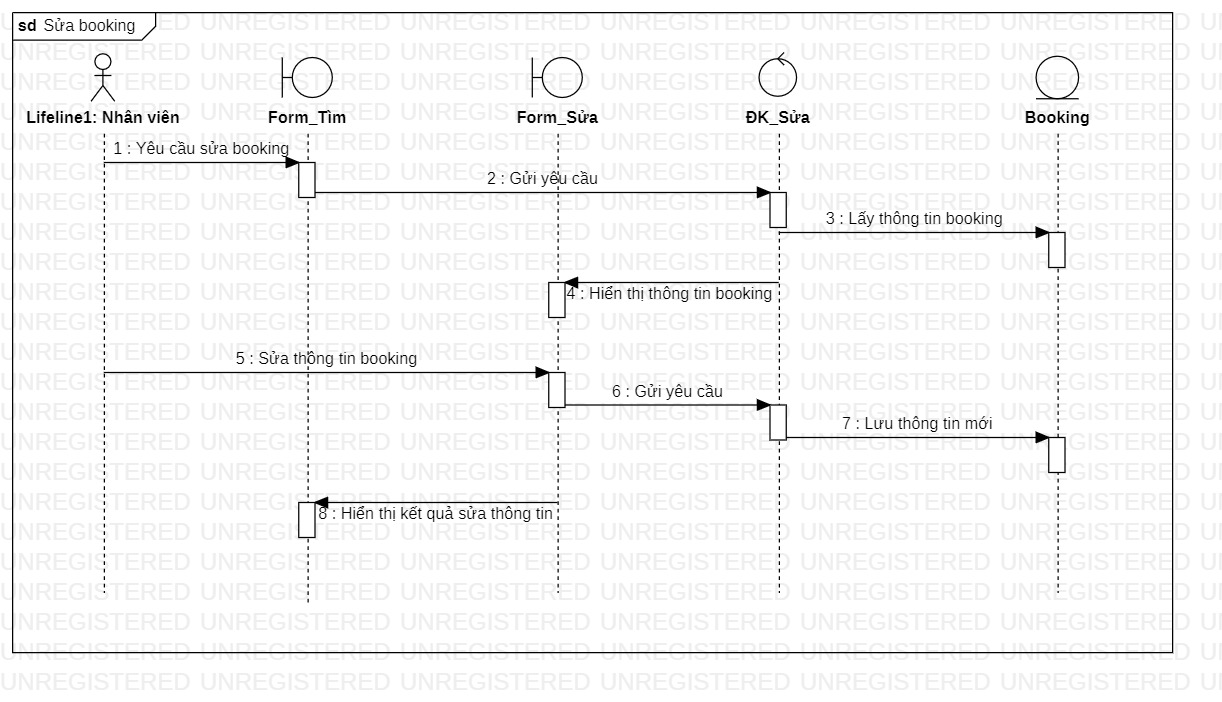 sd Sửa booking
Lifeline1: Nhân viên
Form_Tìm
Form_Sửa
ĐK_Sửa
Booking
1 : Yêu cầu sửa booking
2 : Gửi yêu cầu
3 : Lấy thông tin booking
4 : Hiển thị thông tin booking
5 : Sửa thông tin booking
6 : Gửi yêu cầu
7 : Lưu thông tin mới
8 : Hiển thị kết quả sửa thông tin
UNREGISTERED